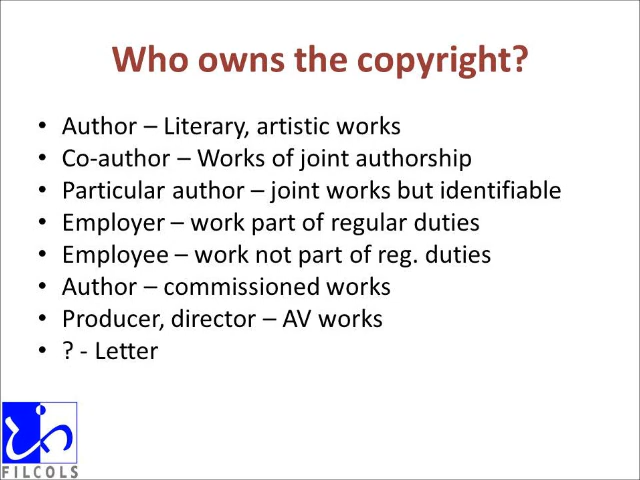 Who owns the copyright?
• Author – Literary, artistic works
• Co-author – Works of joint authorship
• Particular author – joint works but identifiable
• Employer – work part of regular duties
• Employee – work not part of reg. duties
• Author – commissioned works
• Producer, director – AV works
• ? - Letter
FILCOLS